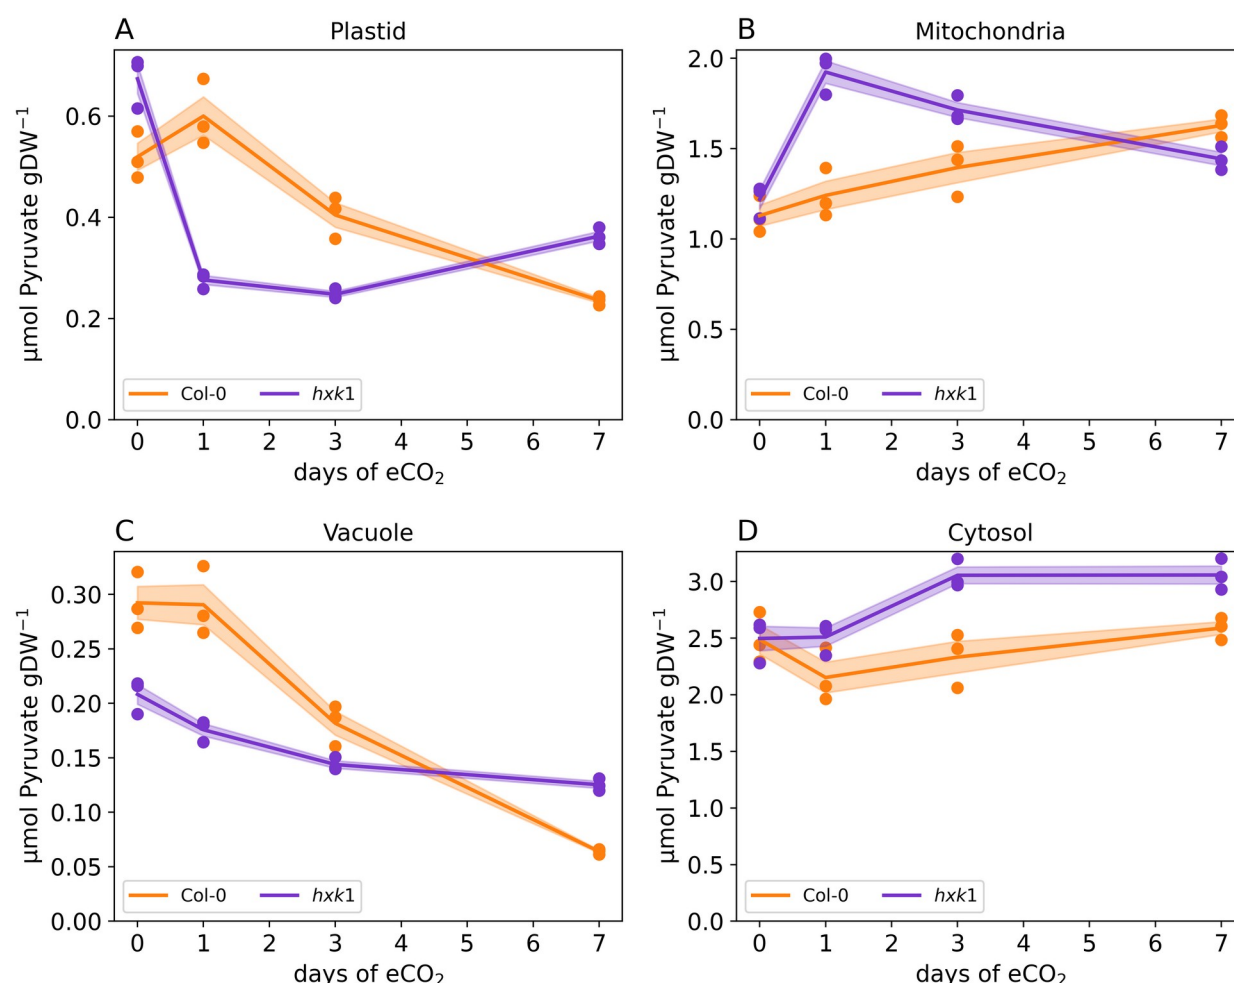 A Plastid
µmol Pyruvate gDW⁻¹
0.6
0.4
0.2
0.0
Col-0 hxk1
0 1 2 3 4 5 6 7
days of eCO₂
B Mitochondria
µmol Pyruvate gDW⁻¹
2.0
1.5
1.0
0.5
0.0
Col-0 hxk1
0 1 2 3 4 5 6 7
days of eCO₂
C Vacuole
µmol Pyruvate gDW⁻¹
0.30
0.25
0.20
0.15
0.10
0.05
0.00
Col-0 hxk1
0 1 2 3 4 5 6 7
days of eCO₂
D Cytosol
µmol Pyruvate gDW⁻¹
3.0
2.5
2.0
1.5
1.0
0.5
0.0
Col-0 hxk1
0 1 2 3 4 5 6 7
days of eCO₂